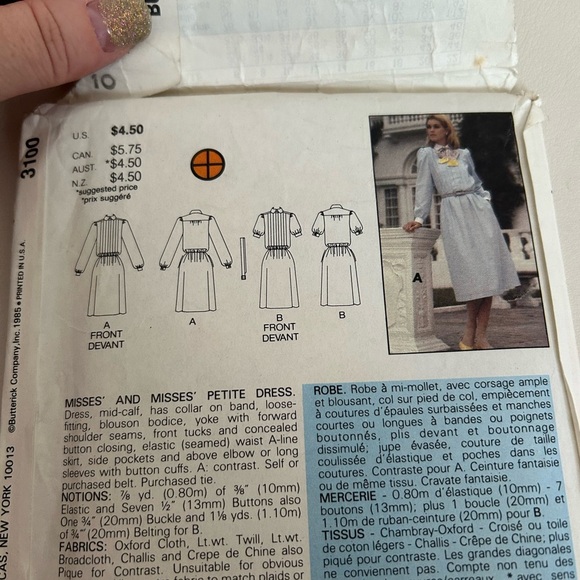 10
3100
U.S. $4.50
CAN. $5.75
AUST. *$4.50
N.Z. $4.50
*suggested price
*prix suggéré
A
FRONT
DEVANT
A
B
FRONT
DEVANT
B
A
©Butterick Company, Inc. 1985 • PRINTED IN U.S.A.
NEW YORK 10013
MISSES' AND MISSES' PETITE DRESS.
Dress, mid-calf, has collar on band, loose-
fitting, blouson bodice, yoke with forward
shoulder seams, front tucks and concealed
button closing, elastic (seamed) waist A-line
skirt, side pockets and above elbow or long
sleeves with button cuffs. A: contrast. Self or
purchased belt. Purchased tie.
NOTIONS: ⅞ yd. (0.80m) of ⅜" (10mm)
Elastic and Seven ½" (13mm) Buttons also
One ¾" (20mm) Buckle and 1⅛ yds. (1.10m)
of ¾" (20mm) Belting for B.
FABRICS: Oxford Cloth, Lt.wt. Twill, Lt.wt.
Broadcloth, Challis and Crepe de Chine also
Pique for Contrast. Unsuitable for obvious
fabric to match plaids or
ROBE. Robe à mi-mollet, avec corsage ample
et blousant, col sur pied de col, empiècement
à coutures d'épaules surbaissées et manches
courtes ou longues à bandes ou poignets
boutonnés, plis devant et boutonnage
dissimulé; jupe évasée, couture de taille
coulissée d'élastique et poches dans les
coutures. Contraste pour A. Ceinture fantaisie
ou de même tissu. Cravate fantaisie.
MERCERIE - 0.80m d'élastique (10mm) - 7
boutons (13mm); plus 1 boucle (20mm) et
1.10m de ruban-ceinture (20mm) pour B.
TISSUS - Chambray-Oxford - Croisé ou toile
de coton légers - Challis - Crêpe de Chine; plus
piqué pour contraste. Les grandes diagonales
ne conviennent pas. Compte non tenu des
avec sens